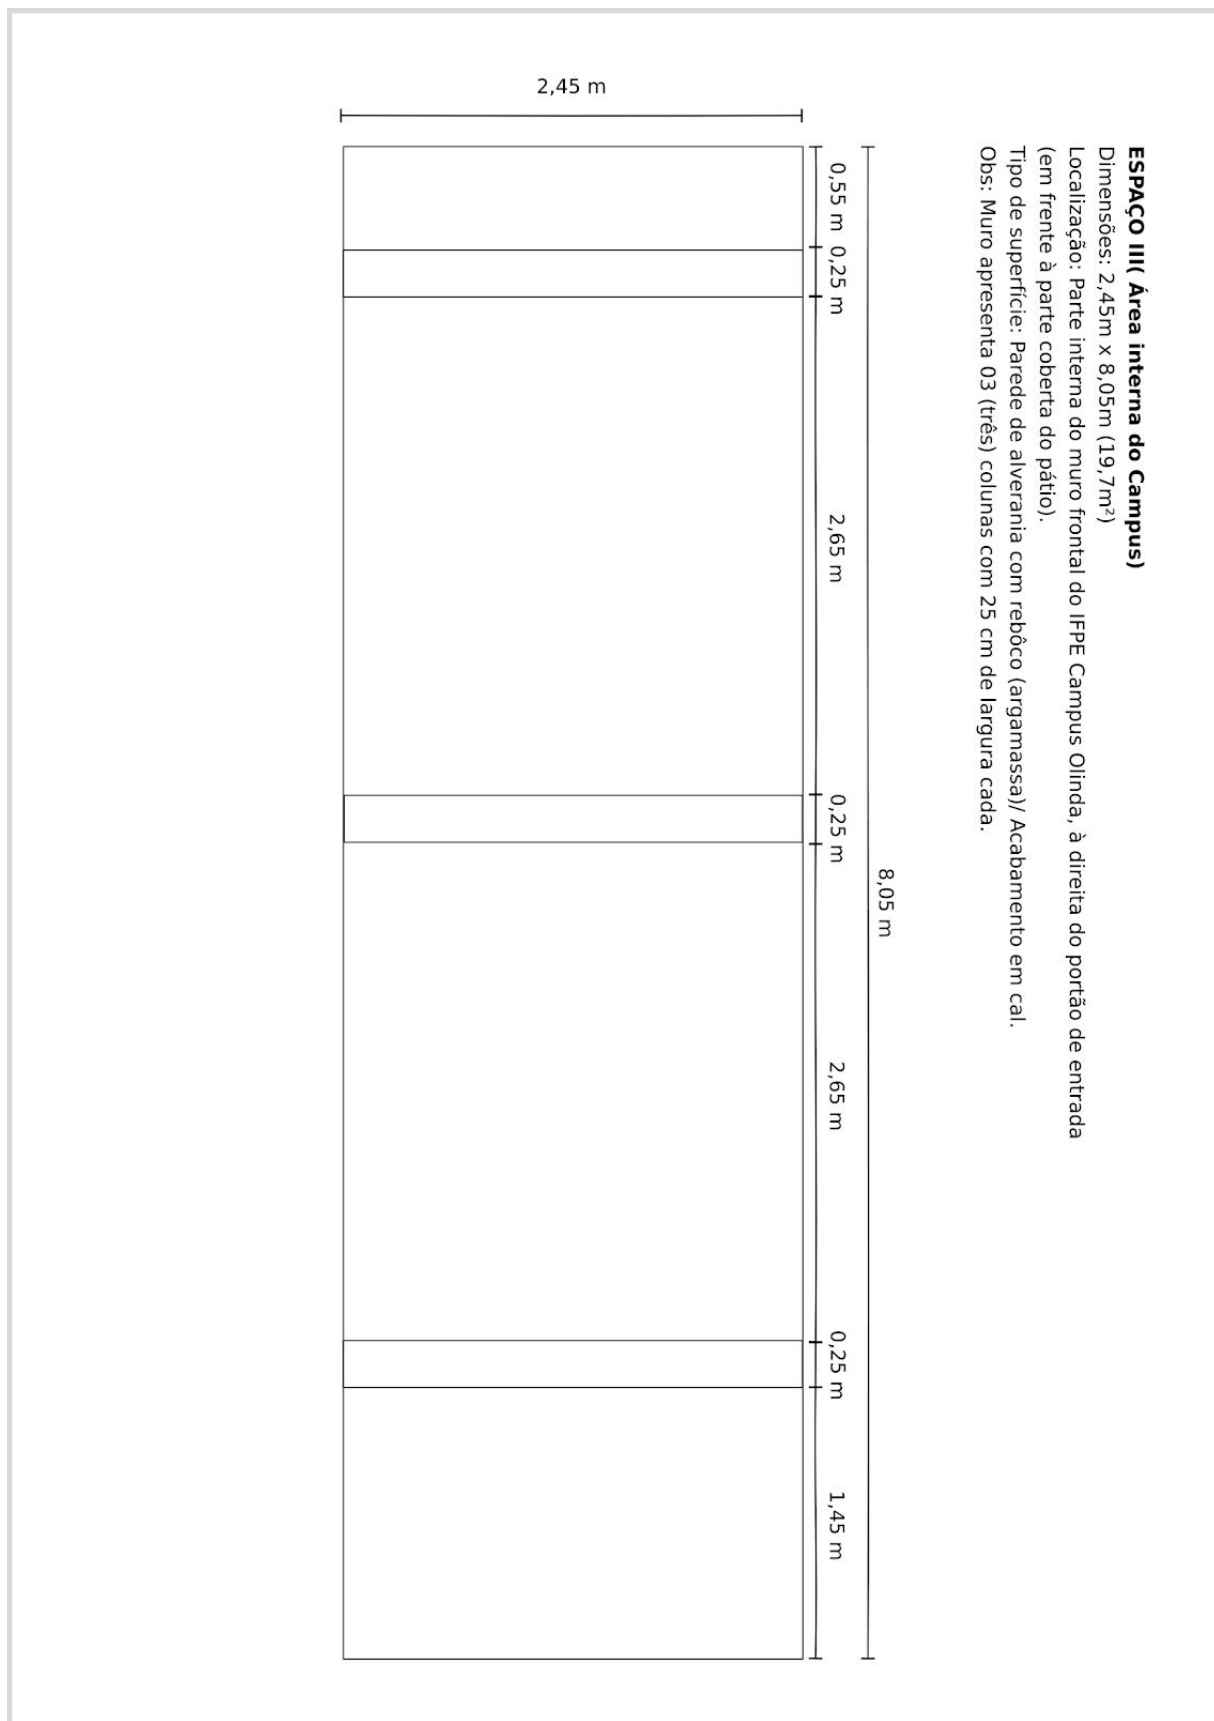 ESPAÇO III( Área interna do Campus)
Dimensões: 2,45m x 8,05m (19,7m²)
Localização: Parte interna do muro frontal do IFPE Campus Olinda, à direita do portão de entrada
(em frente à parte coberta do pátio).
Tipo de superfície: Parede de alverania com rebôco (argamassa)/ Acabamento em cal.
Obs: Muro apresenta 03 (três) colunas com 25 cm de largura cada.
8,05 m
0,55 m
0,25 m
2,65 m
0,25 m
2,65 m
0,25 m
1,45 m
2,45 m